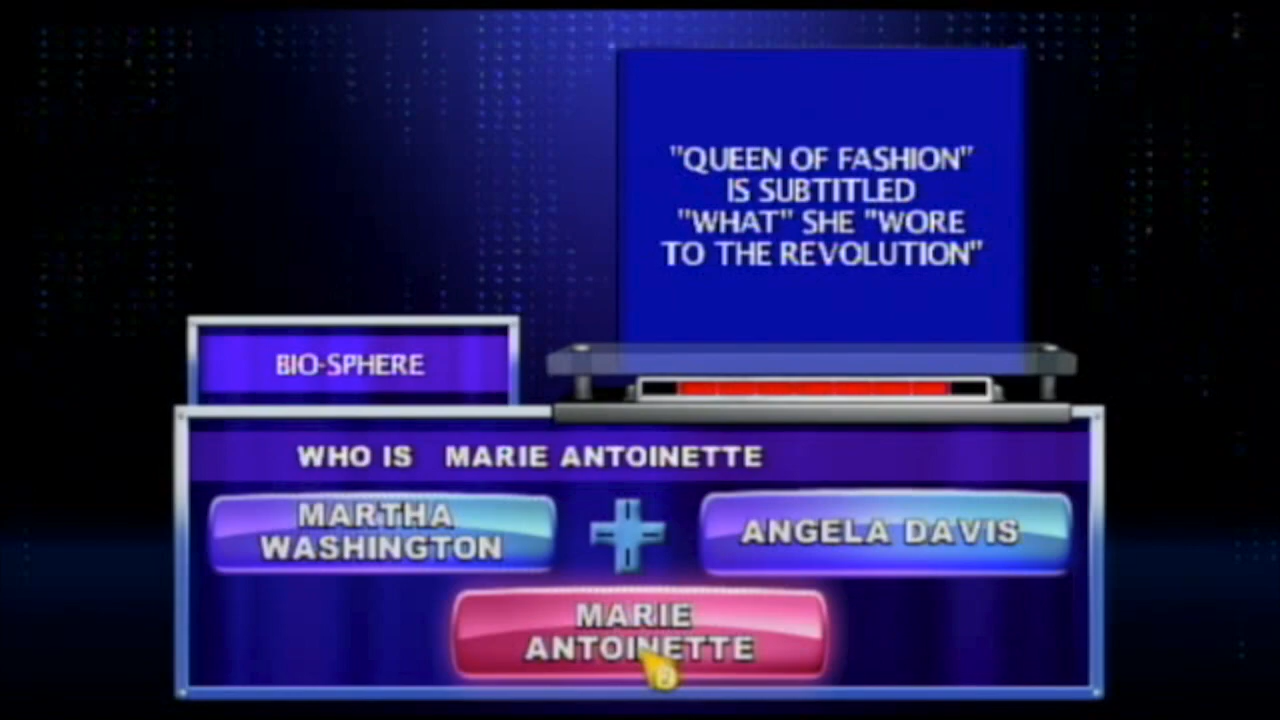 "QUEEN OF FASHION"
IS SUBTITLED
"WHAT" SHE "WORE
TO THE REVOLUTION"
BIO-SPHERE
WHO IS MARIE ANTOINETTE
MARTHA
WASHINGTON
ANGELA DAVIS
MARIE
ANTOINETTE